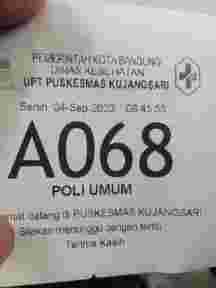 PEMERINTAH KOTA BANDUNG
DINAS KESEHATAN
UPT PUSKESMAS KUJANGSARI
Senin, 04-Sep-2023
A068
POLI UMUM
datang di PUSKESMAS KUJANGSARI
Silakan menunggu dengan tertib
Terima Kasih